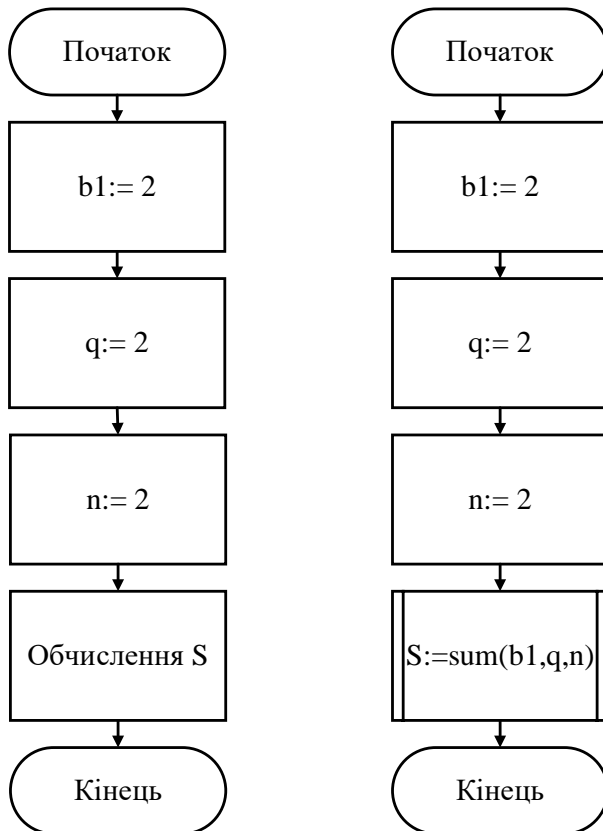 Початок
b1:= 2
q:= 2
n:= 2
Обчислення S
Кінець
Початок
b1:= 2
q:= 2
n:= 2
S:=sum(b1,q,n)
Кінець